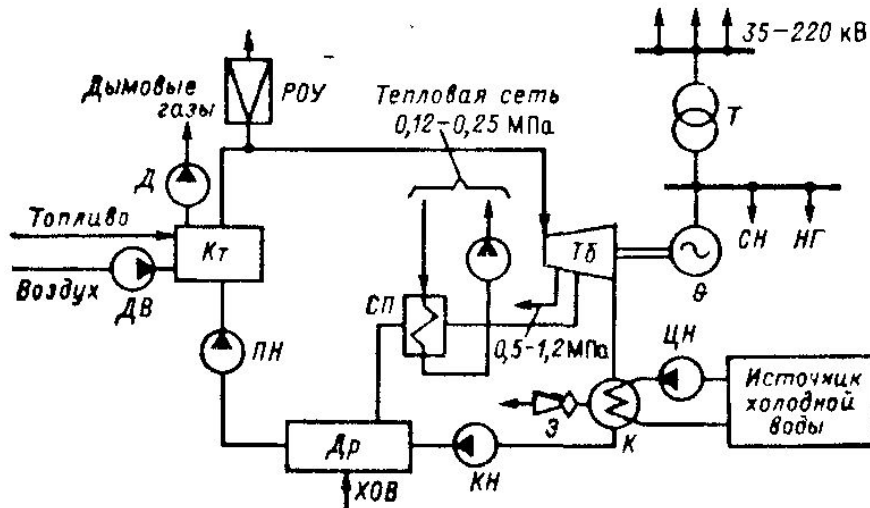 35–220 кВ
Дымовые
газы
РОУ
Тепловая сеть
0,12–0,25 МПа
Т
Д
Топливо
Кт
Тб
СН
НГ
Воздух
ДВ
СП
0,5–1,2 МПа
Θ
ПН
ЦН
Источник
холодной
воды
Э
К
Др
КН
ХОВ